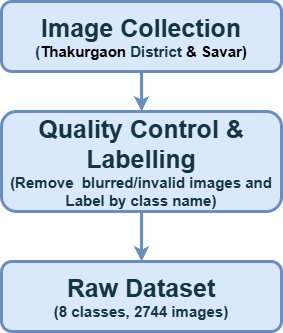 Image Collection
(Thakurgaon District & Savar)
Quality Control &
Labelling
(Remove blurred/invalid images and
Label by class name)
Raw Dataset
(8 classes, 2744 images)